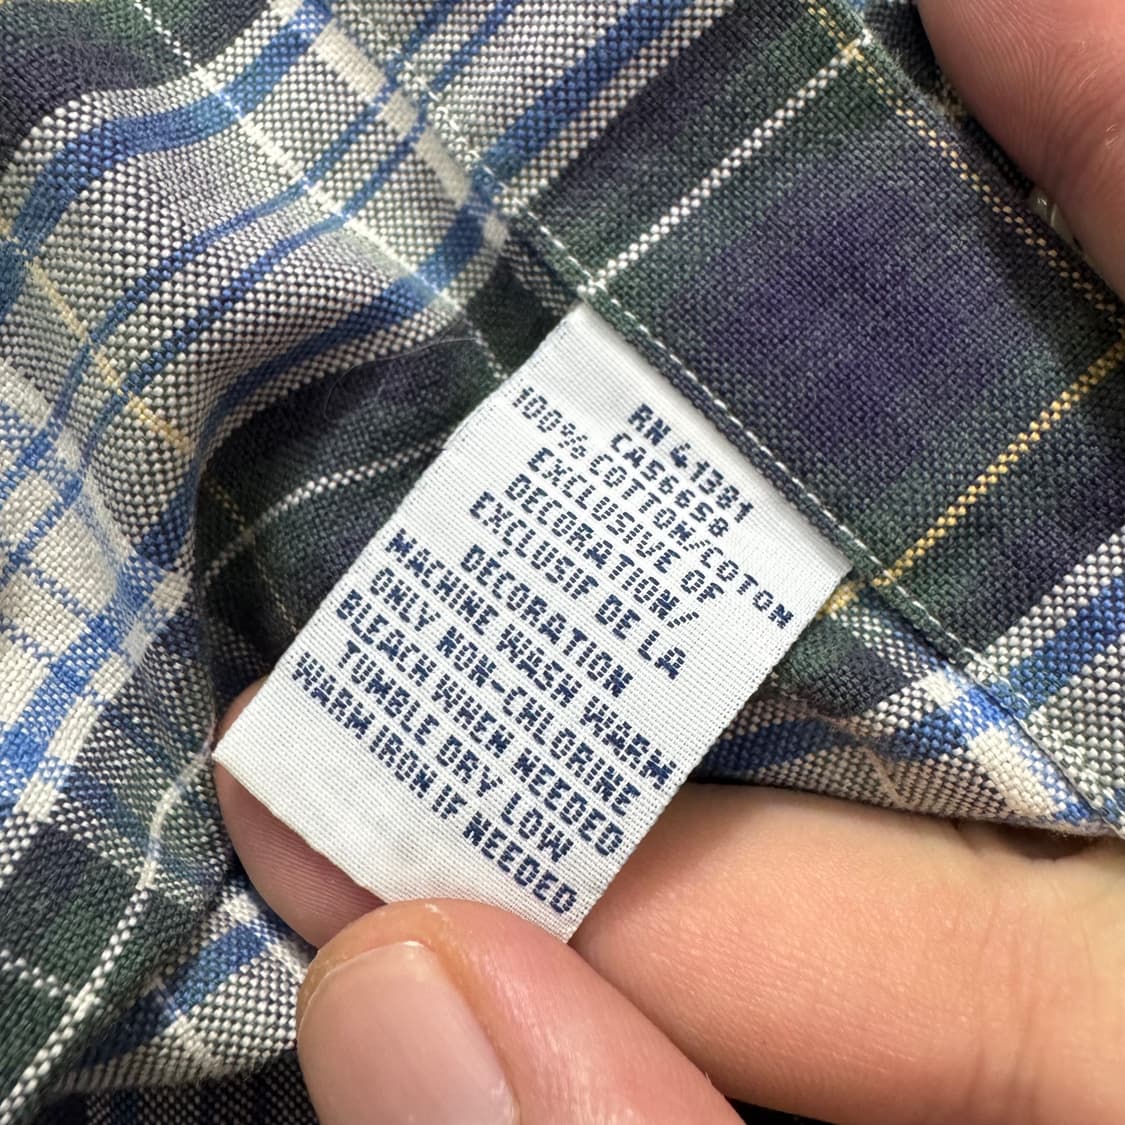 RN 41381
CA56658
100% COTTON/COTON
EXCLUSIVE OF
DECORATION/
EXCLUSIF DE LA
DÉCORATION
MACHINE WASH WARM
ONLY NON-CHLORINE
BLEACH WHEN NEEDED
TUMBLE DRY LOW
WARM IRON IF NEEDED